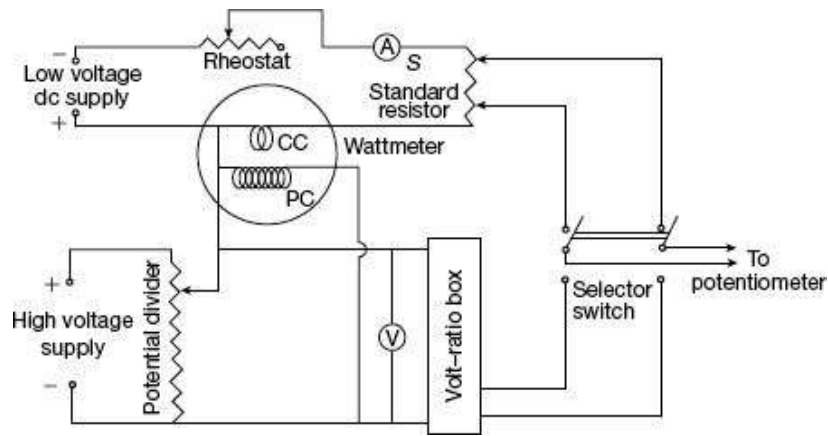 −
Rheostat
A
S
Low voltage
dc supply
+
Standard
resistor
CC
Wattmeter
PC
+
High voltage
supply
−
Potential divider
V
Volt–ratio box
Selector
switch
To
potentiometer